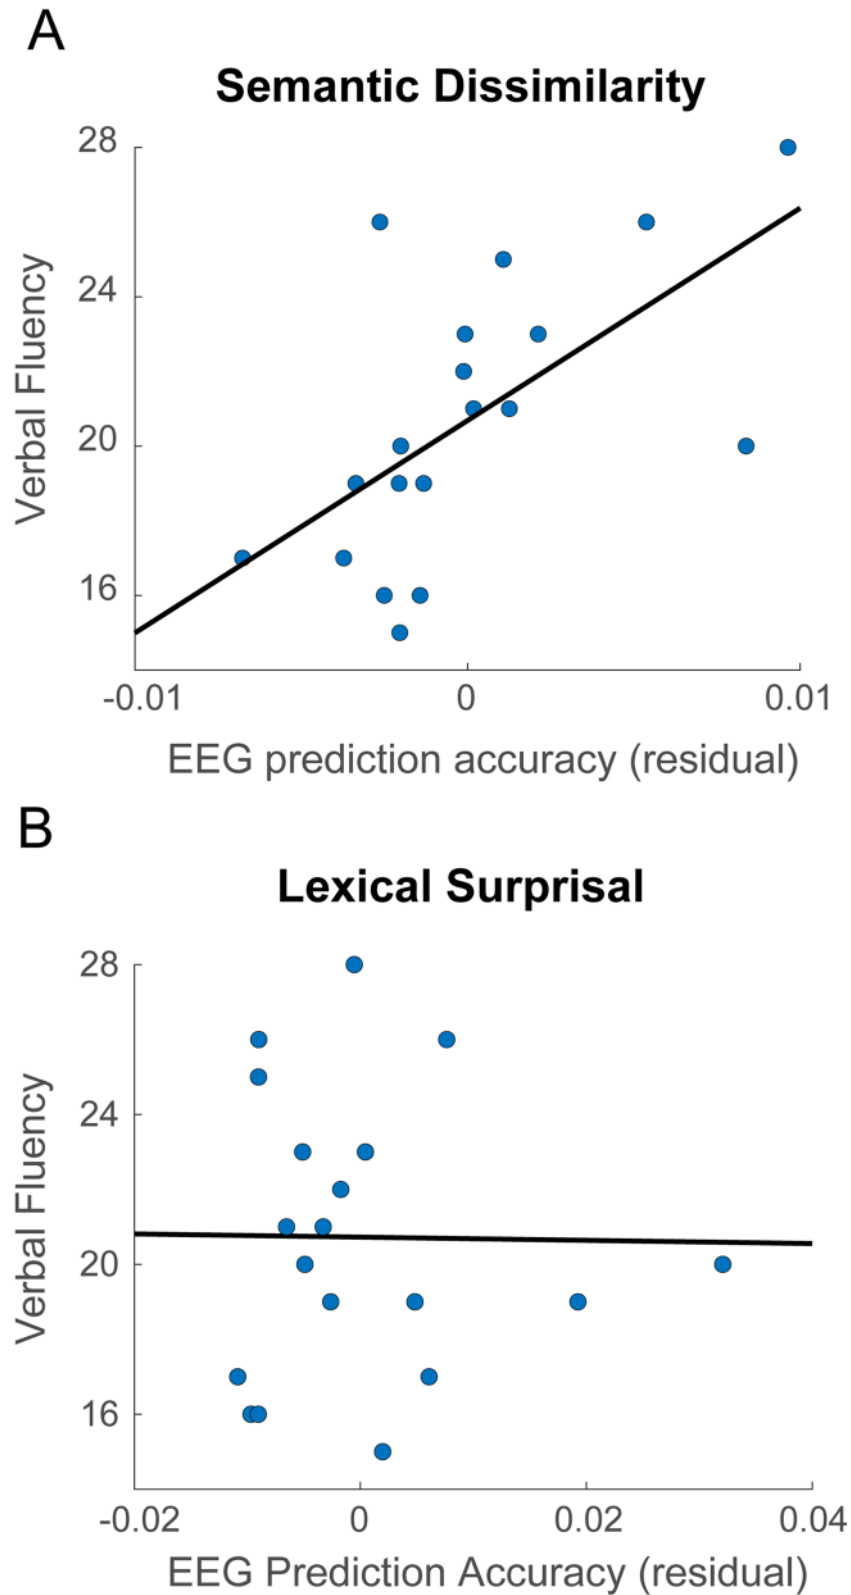 A
Semantic Dissimilarity
28
24
20
16
Verbal Fluency
-0.01 0 0.01
EEG prediction accuracy (residual)
B
Lexical Surprisal
28
24
20
16
Verbal Fluency
-0.02 0 0.02 0.04
EEG Prediction Accuracy (residual)